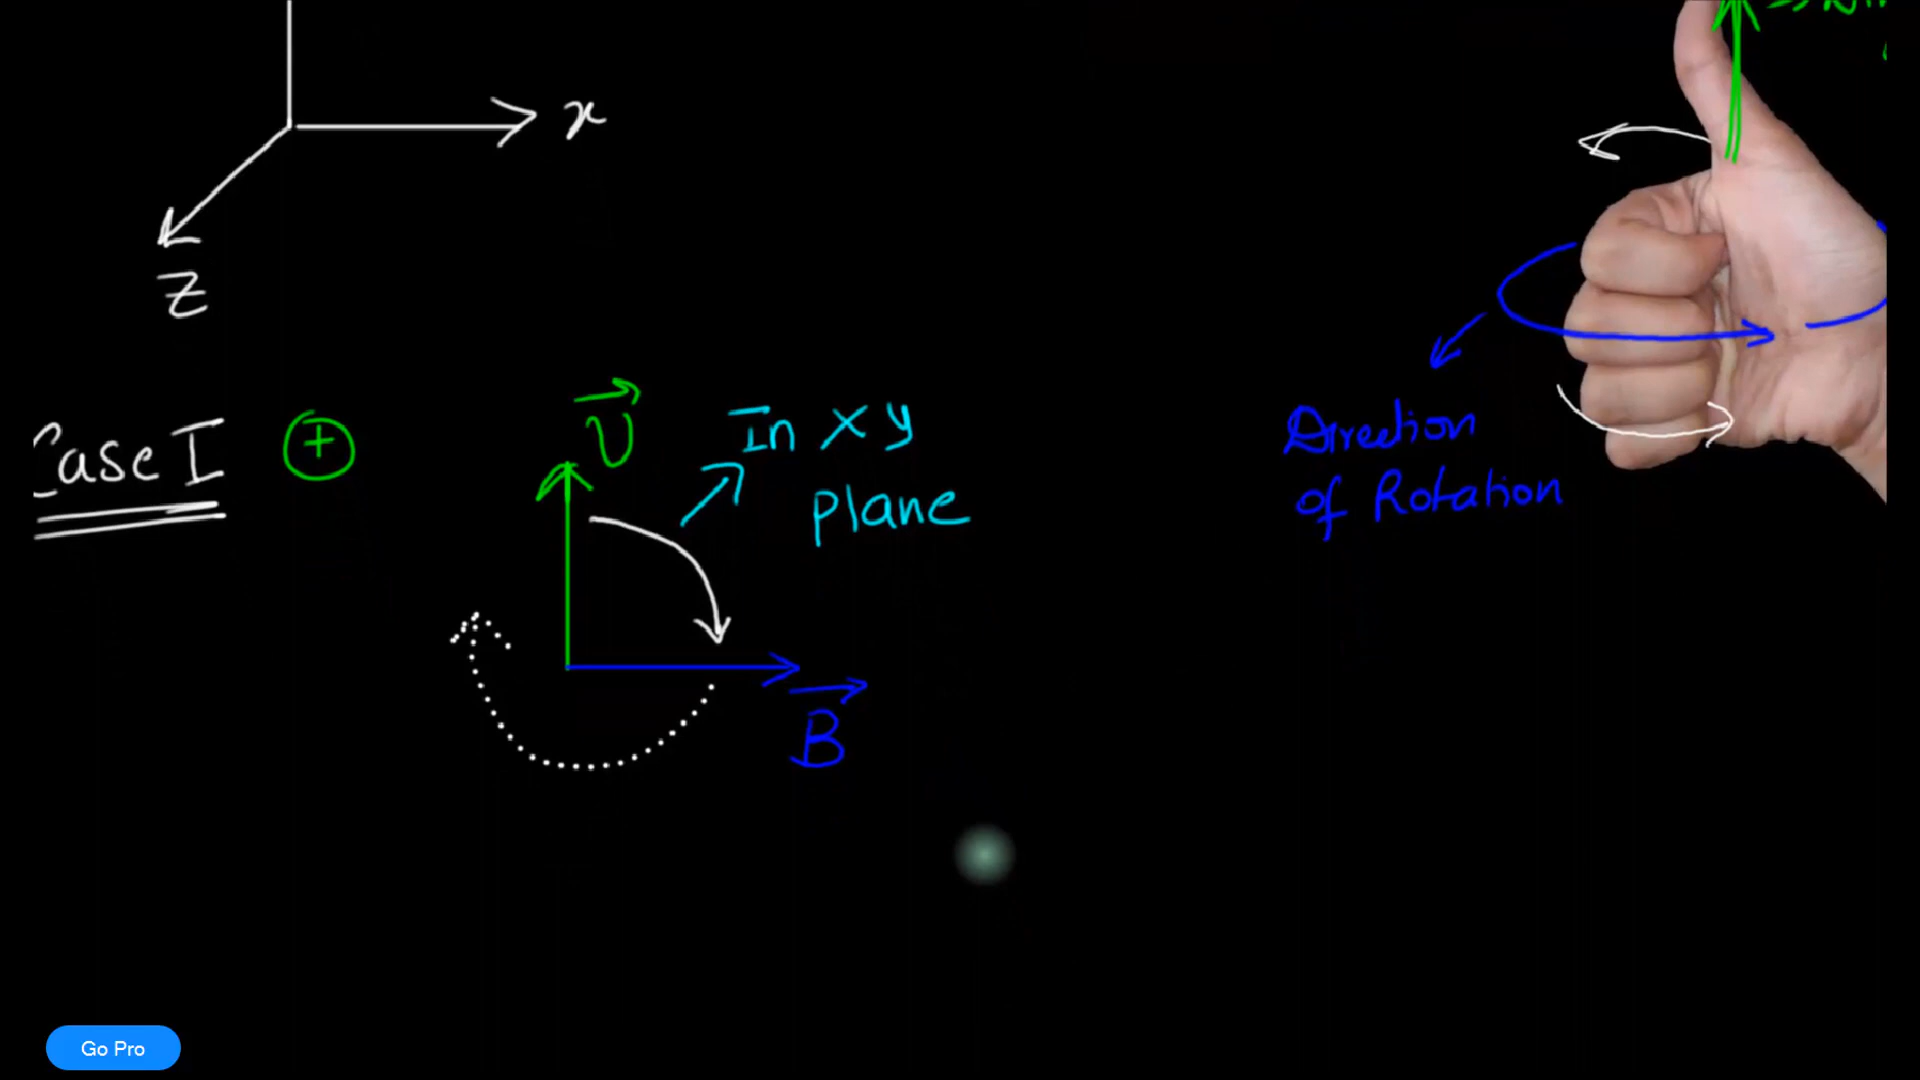 x
Z
Case I +
v
In xy
plane
B
Direction
of Rotation
Go Pro